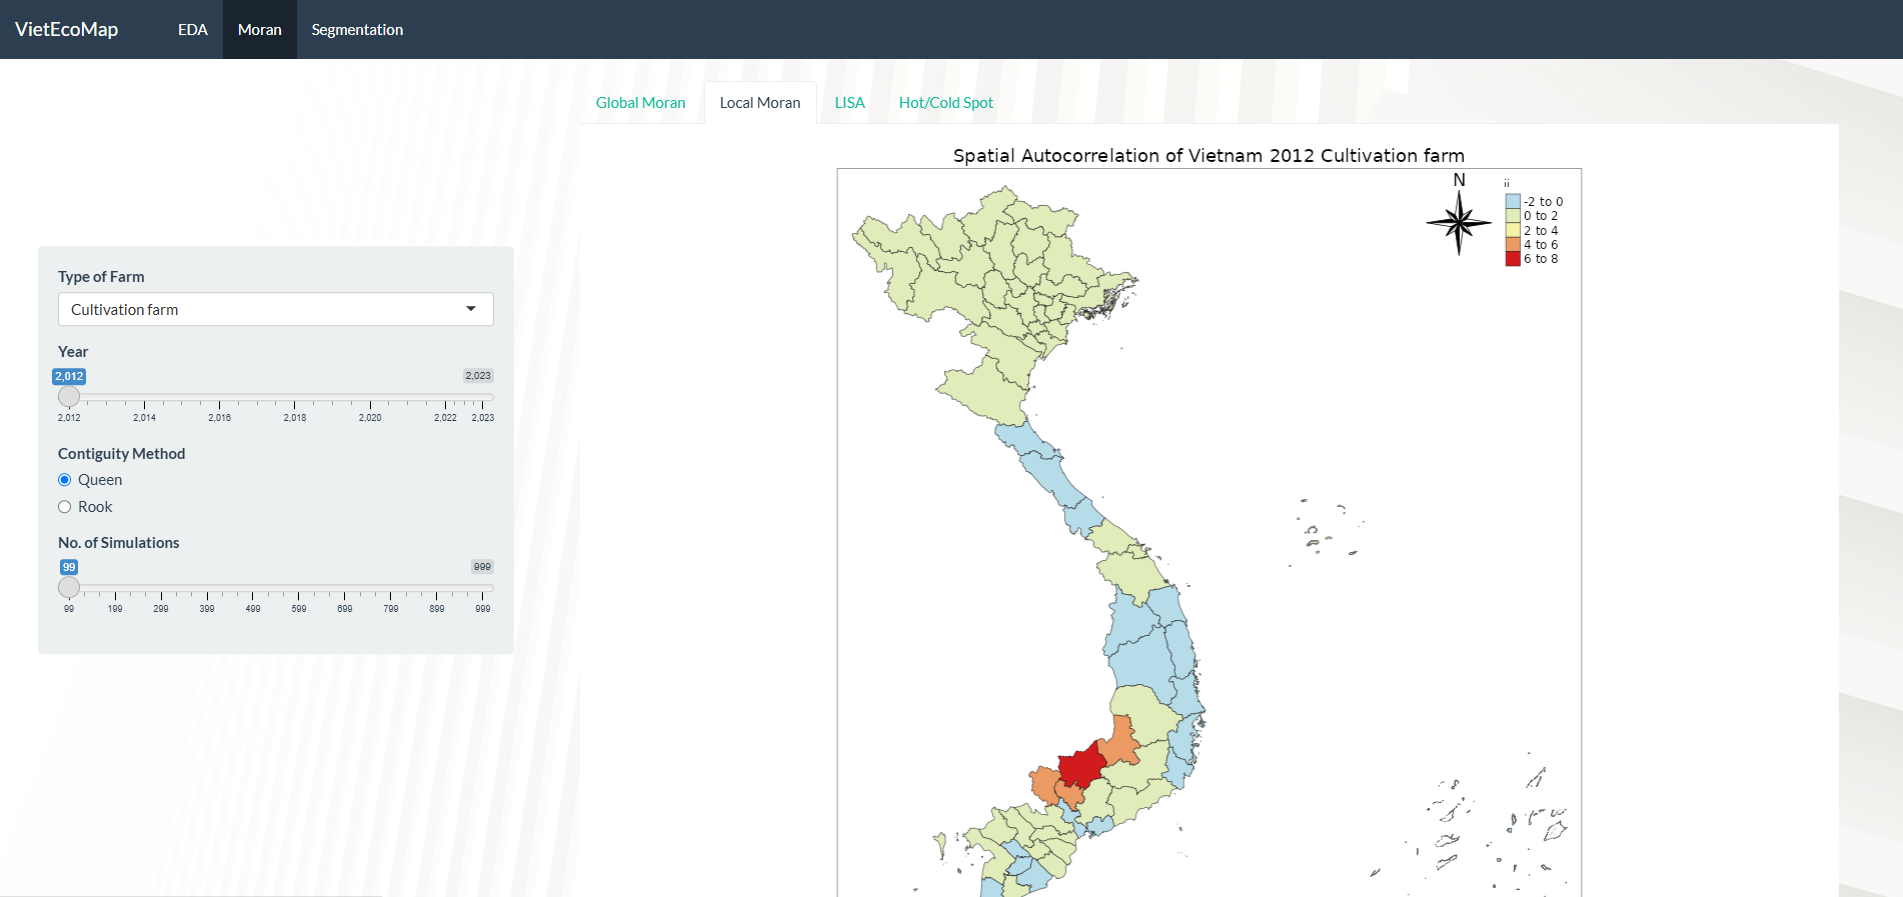 VietEcoMap EDA Moran Segmentation
Global Moran Local Moran LISA Hot/Cold Spot
Type of Farm
Cultivation farm
Year
2,012 2,023
2,012 2,014 2,016 2,018 2,020 2,022 2,023
Contiguity Method
Queen
Rook
No. of Simulations
99 999
99 199 299 399 499 599 699 799 899 999
Spatial Autocorrelation of Vietnam 2012 Cultivation farm
N
ii
-2 to 0
0 to 2
2 to 4
4 to 6
6 to 8